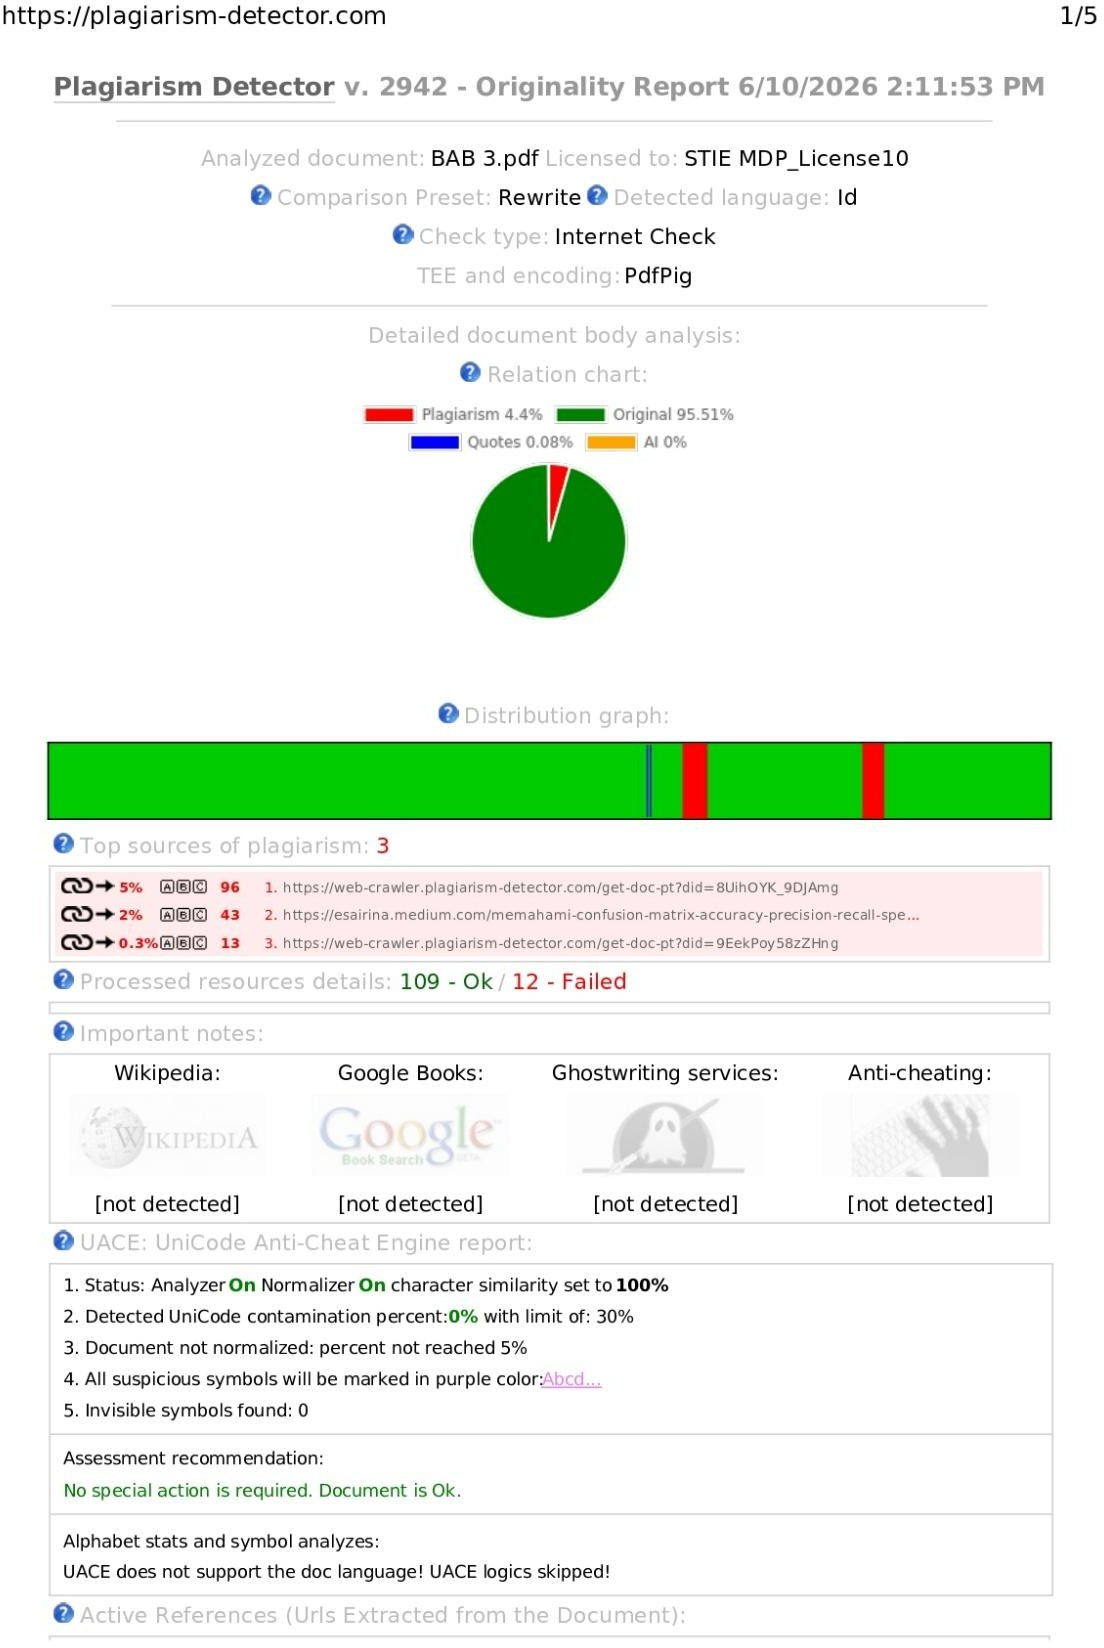 https://plagiarism-detector.com 1/5
Plagiarism Detector v. 2942 - Originality Report 6/10/2026 2:11:53 PM
Analyzed document: BAB 3.pdf Licensed to: STIE MDP_License10
? Comparison Preset: Rewrite ? Detected language: Id
? Check type: Internet Check
TEE and encoding: PdfPig
Detailed document body analysis:
? Relation chart:
Plagiarism 4.4% Original 95.51%
Quotes 0.08% AI 0%
? Distribution graph:
? Top sources of plagiarism: 3
5% ABC 96 1. https://web-crawler.plagiarism-detector.com/get-doc-pt?did=8UihOYK_9DJAmg
2% ABC 43 2. https://esairina.medium.com/memahami-confusion-matrix-accuracy-precision-recall-spe...
0.3% ABC 13 3. https://web-crawler.plagiarism-detector.com/get-doc-pt?did=9EekPoy58zZHng
? Processed resources details: 109 - Ok / 12 - Failed
? Important notes:
Wikipedia: Google Books: Ghostwriting services: Anti-cheating:
WIKIPEDIA Google Book Search BETA
[not detected] [not detected] [not detected] [not detected]
? UACE: UniCode Anti-Cheat Engine report:
1. Status: Analyzer On Normalizer On character similarity set to 100%
2. Detected UniCode contamination percent: 0% with limit of: 30%
3. Document not normalized: percent not reached 5%
4. All suspicious symbols will be marked in purple color: Abcd...
5. Invisible symbols found: 0
Assessment recommendation:
No special action is required. Document is Ok.
Alphabet stats and symbol analyzes:
UACE does not support the doc language! UACE logics skipped!
? Active References (Urls Extracted from the Document):